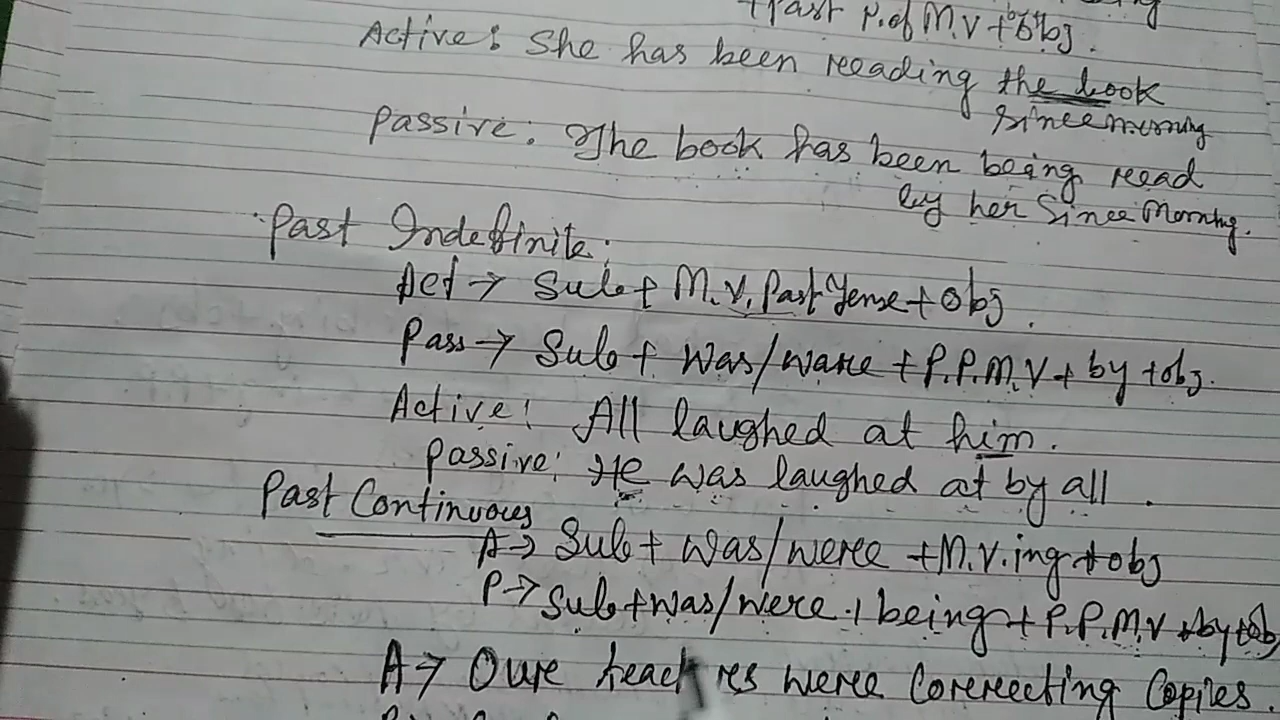 +Past P. of M.V + by obj.
Active: She has been reading the book
since morning
Passive: The book has been being read
by her Since Morning.
Past Indefinite:
Act → Sub + M.V. Past Tense + obj.
Pass → Sub + was/ware + P.P.M.V + by + obj.
Active: All laughed at him.
Passive: He was laughed at by all.
Past Continuous
A → Sub + was/were + M.V.ing + obj
P → Sub + was/were + being + P.P.M.V + by + ob
A → Our teachers were correcting Copies.